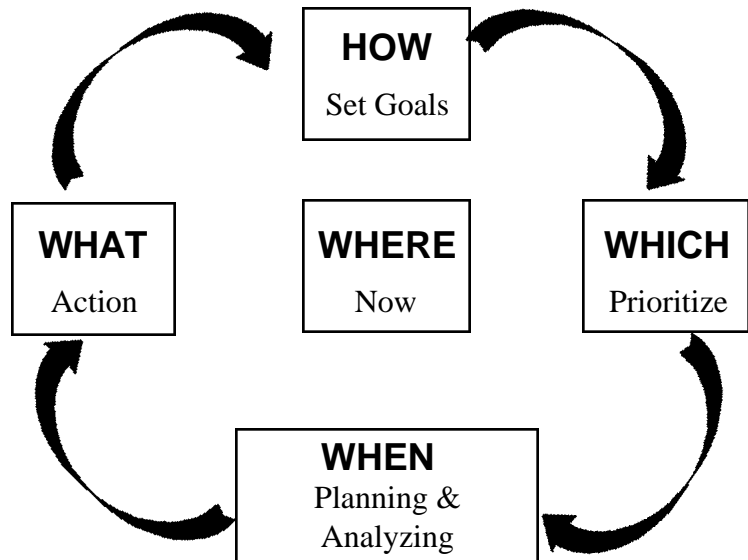 HOW
Set Goals
WHAT
Action
WHERE
Now
WHICH
Prioritize
WHEN
Planning &
Analyzing